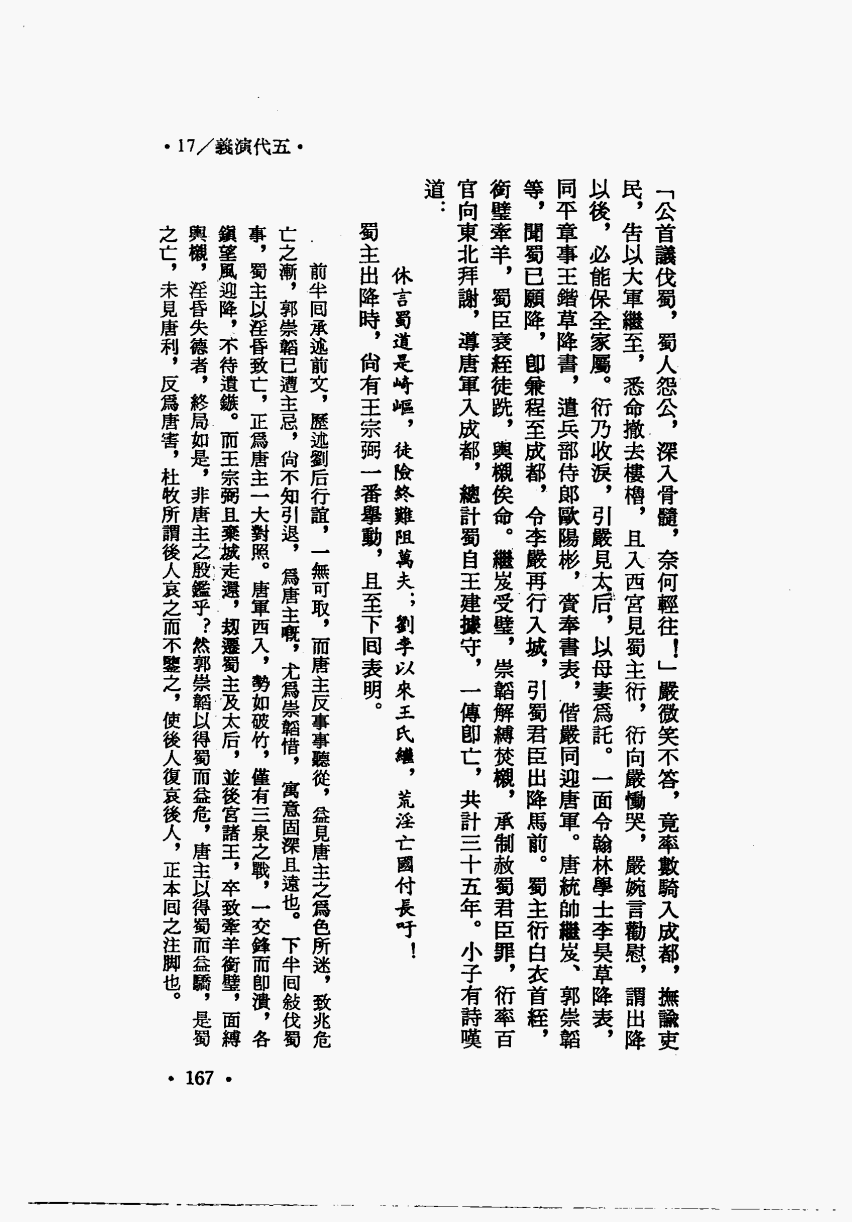 •五代演義／17•
「公首議伐蜀，蜀人怨公，深入骨髓，奈何輕往！」嚴微笑不答，竟率數騎入成都，撫諭吏
民，告以大軍繼至，悉命撤去樓櫓，且入西宮見蜀主衍，衍向嚴慟哭，嚴婉言勸慰，謂出降
以後，必能保全家屬。衍乃收淚，引嚴見太后，以母妻爲託。一面令翰林學士李昊草降表，
同平章事王鍇草降書，遣兵部侍郎歐陽彬，賫奉書表，偕嚴同迎唐軍。唐統帥繼岌、郭崇韜
等，聞蜀已願降，卽兼程至成都，令李嚴再行入城，引蜀君臣出降馬前。蜀主衍白衣首絰，
銜璧牽羊，蜀臣衰絰徒跣，輿櫬俟命。繼岌受璧，崇韜解縛焚櫬，承制赦蜀君臣罪，衍率百
官向東北拜謝，導唐軍入成都，總計蜀自王建據守，一傳卽亡，共計三十五年。小子有詩嘆
道：
休言蜀道是崎嶇，徒險終難阻萬夫；劉李以來王氏繼，荒淫亡國付長吁！
蜀主出降時，尙有王宗弼一番擧動，且至下囘表明。
前半囘承述前文，歷述劉后行誼，一無可取，而唐主反事事聽從，益見唐主之爲色所迷，致兆危
亡之漸，郭崇韜已遭主忌，尙不知引退，爲唐主嘅，尤爲崇韜惜，寓意固深且遠也。下半囘敍伐蜀
事，蜀主以淫昏致亡，正爲唐主一大對照。唐軍西入，勢如破竹，僅有三泉之戰，一交鋒而卽潰，各
鎭望風迎降，不待遺鏃。而王宗弼且棄城走還，刼遷蜀主及太后，並後宮諸王，卒致牽羊銜璧，面縛
輿櫬，淫昏失德者，終局如是，非唐主之殷鑑乎？然郭崇韜以得蜀而益危，唐主以得蜀而益驕，是蜀
之亡，未見唐利，反爲唐害，杜牧所謂後人哀之而不鑒之，使後人復哀後人，正本囘之注脚也。
• 167 •